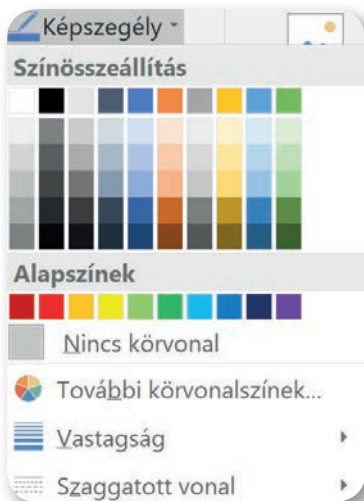 Képszegély
Színösszeállítás
Alapszínek
Nincs körvonal
További körvonalszínek...
Vastagság
Szaggatott vonal